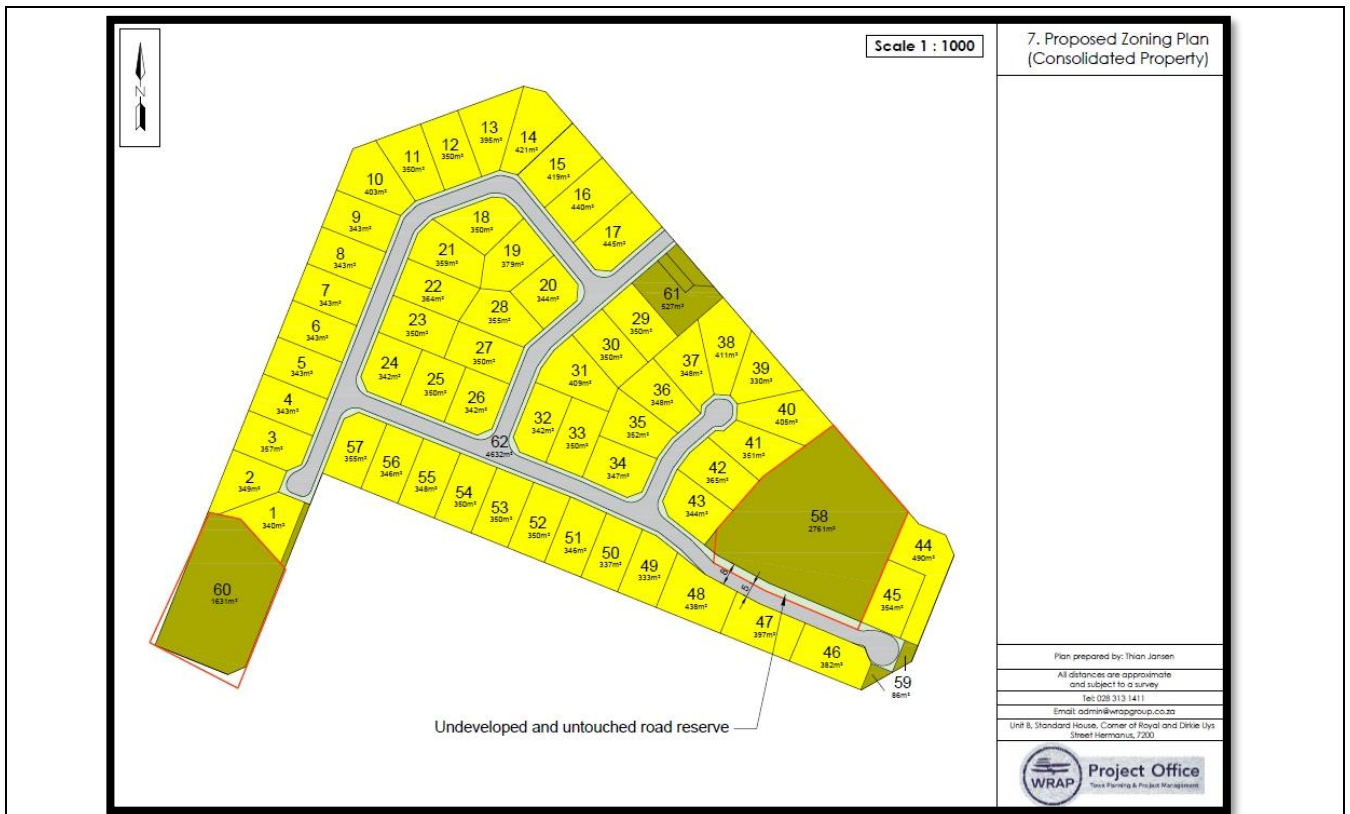 Scale 1 : 1000
7. Proposed Zoning Plan
(Consolidated Property)
N
13
395m²
14
421m²
12
350m²
11
350m²
15
419m²
10
403m²
16
440m²
9
343m²
18
350m²
17
445m²
8
343m²
21
359m²
19
379m²
7
343m²
22
364m²
20
344m²
61
527m²
6
343m²
23
350m²
28
355m²
29
350m²
5
343m²
27
350m²
30
350m²
38
411m²
24
342m²
25
350m²
31
409m²
37
348m²
39
330m²
4
343m²
26
342m²
36
348m²
3
357m²
32
342m²
33
350m²
35
352m²
40
405m²
57
355m²
62
4632m²
41
351m²
2
349m²
56
346m²
34
347m²
42
365m²
55
348m²
43
344m²
58
2761m²
1
340m²
54
350m²
53
350m²
52
350m²
44
490m²
51
346m²
50
337m²
49
333m²
60
1631m²
48
438m²
8
5
45
354m²
47
397m²
46
382m²
59
86m²
Undeveloped and untouched road reserve
Plan prepared by: Thian Jansen
All distances are approximate
and subject to a survey
Tel: 028 313 1411
Email: admin@wrapgroup.co.za
Unit B, Standard House, Corner of Royal and Dirkie Uys
Street Hermanus, 7200
WRAP
Project Office
Town Planning & Project Management